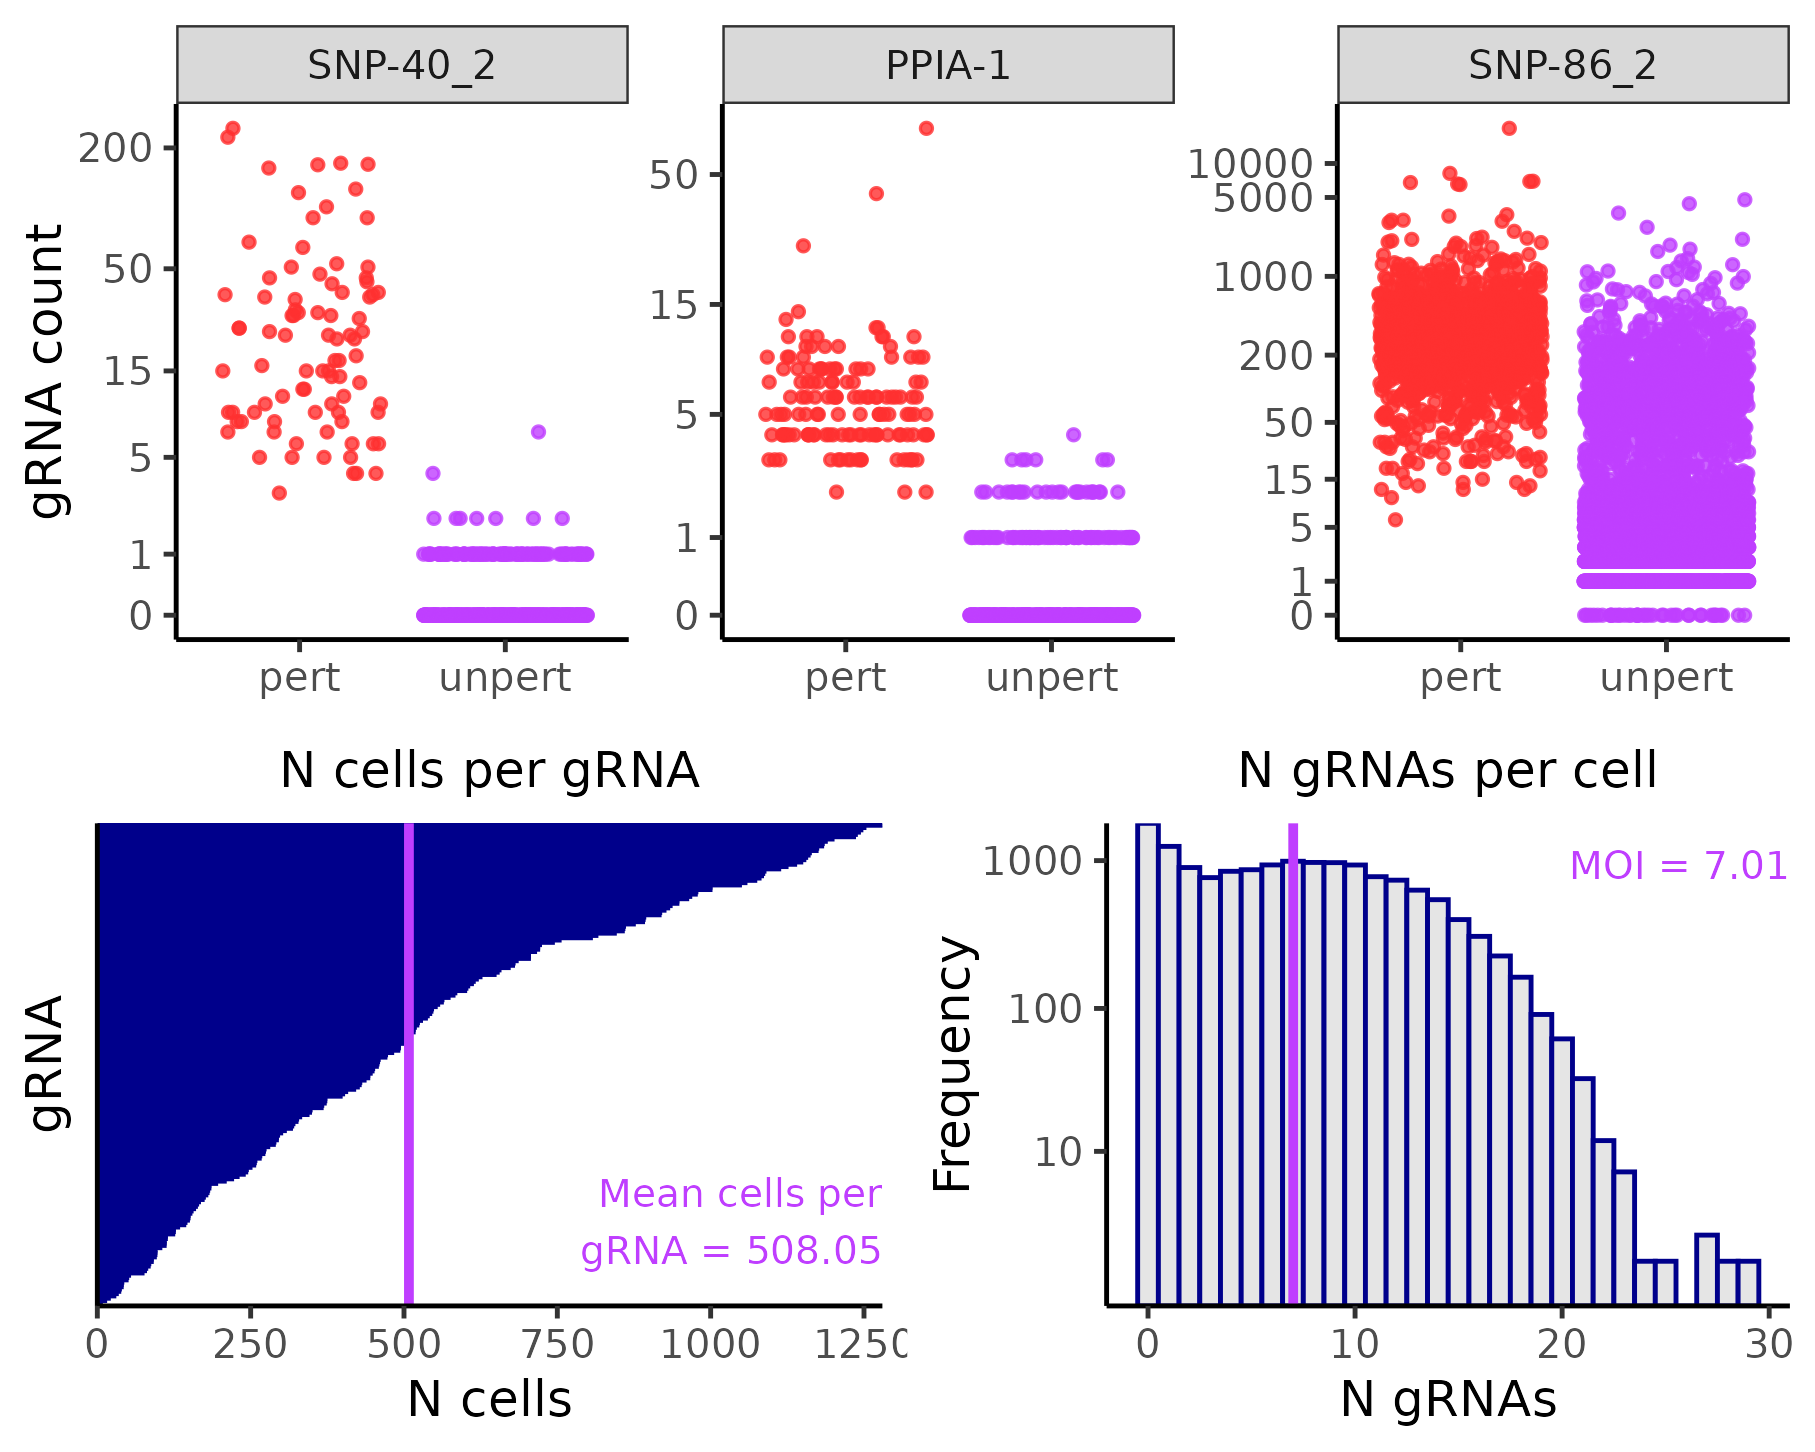 SNP-40_2
PPIA-1
SNP-86_2
gRNA count
200
50
15
5
1
0
50
15
5
1
0
10000
5000
1000
200
50
15
5
1
0
pert unpert
pert unpert
pert unpert
N cells per gRNA
gRNA
Mean cells per
gRNA = 508.05
0 250 500 750 1000 1250
N cells
N gRNAs per cell
Frequency
1000
100
10
MOI = 7.01
0 10 20 30
N gRNAs